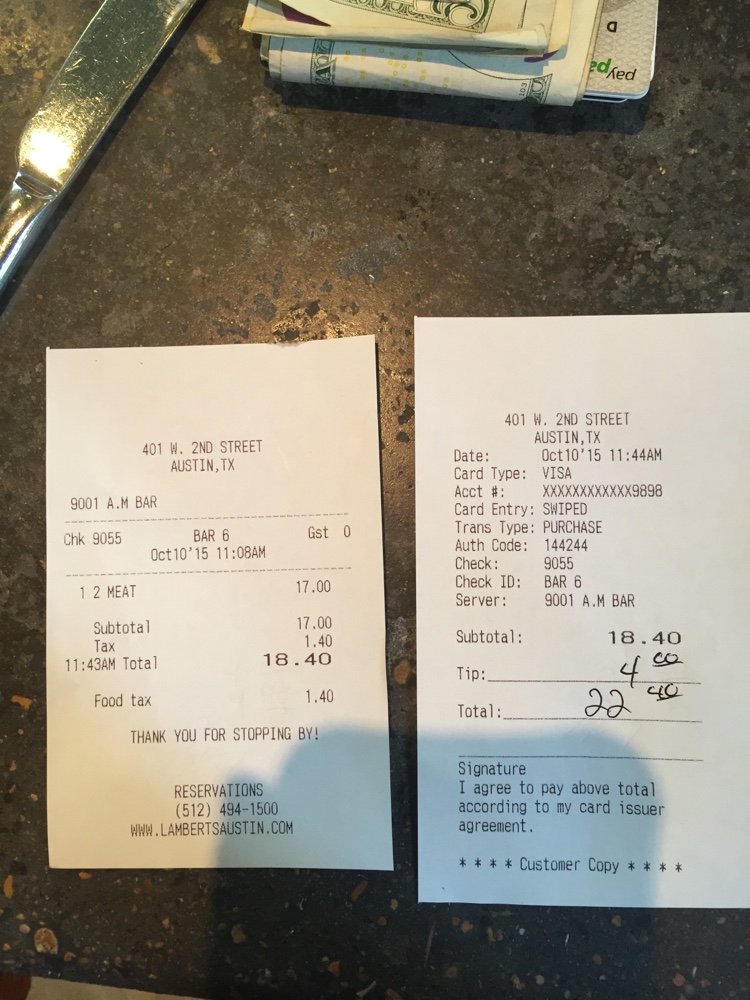 pay
D
401 W. 2ND STREET
AUSTIN,TX
9001 A.M BAR
Chk 9055 BAR 6 Gst 0
Oct10'15 11:08AM
1 2 MEAT 17.00
Subtotal 17.00
Tax 1.40
11:43AM Total 18.40
Food tax 1.40
THANK YOU FOR STOPPING BY!
RESERVATIONS
(512) 494-1500
WWW.LAMBERTSAUSTIN.COM
401 W. 2ND STREET
AUSTIN,TX
Date: Oct10'15 11:44AM
Card Type: VISA
Acct #: XXXXXXXXXXXX9898
Card Entry: SWIPED
Trans Type: PURCHASE
Auth Code: 144244
Check: 9055
Check ID: BAR 6
Server: 9001 A.M BAR
Subtotal: 18.40
Tip: 4 00
Total: 22 40
Signature
I agree to pay above total
according to my card issuer
agreement.
* * * * Customer Copy * * * *